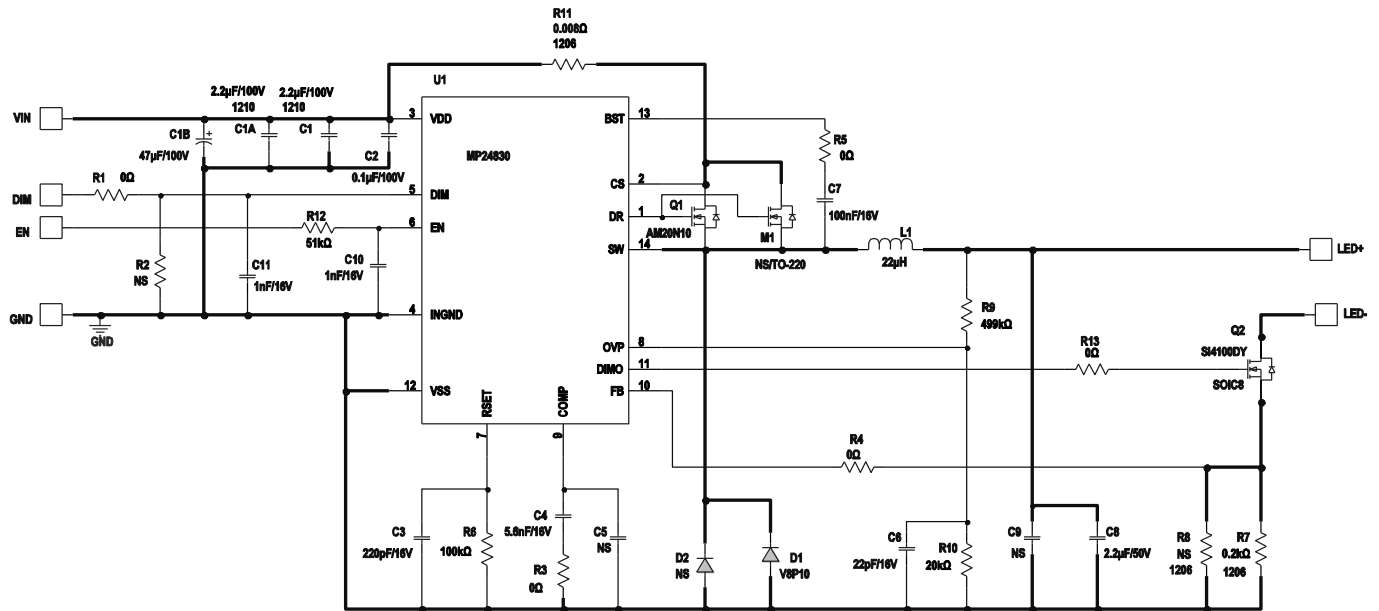 R11
0.008Ω
1206
U1
2.2µF/100V
1210
2.2µF/100V
1210
VIN
C1B
47µF/100V
C1A
C1
C2
0.1µF/100V
3
VDD
MP24830
BST
13
R5
0Ω
C7
100nF/16V
R1
0Ω
DIM
5
DIM
CS
2
Q1
AM20N10
DR
1
M1
NS/TO-220
EN
R12
51kΩ
6
EN
SW
14
L1
22µH
LED+
R2
NS
C11
1nF/16V
C10
1nF/16V
GND
GND
4
INGND
R9
499kΩ
LED-
Q2
Si4100DY
SOIC8
OVP
8
DIMO
11
R13
0Ω
FB
10
12
VSS
RSET
7
COMP
9
R4
0Ω
C3
220pF/16V
R6
100kΩ
C4
5.6nF/16V
R3
0Ω
C5
NS
D2
NS
D1
V8P10
C6
22pF/16V
R10
20kΩ
C9
NS
C8
2.2µF/50V
R8
NS
1206
R7
0.2kΩ
1206